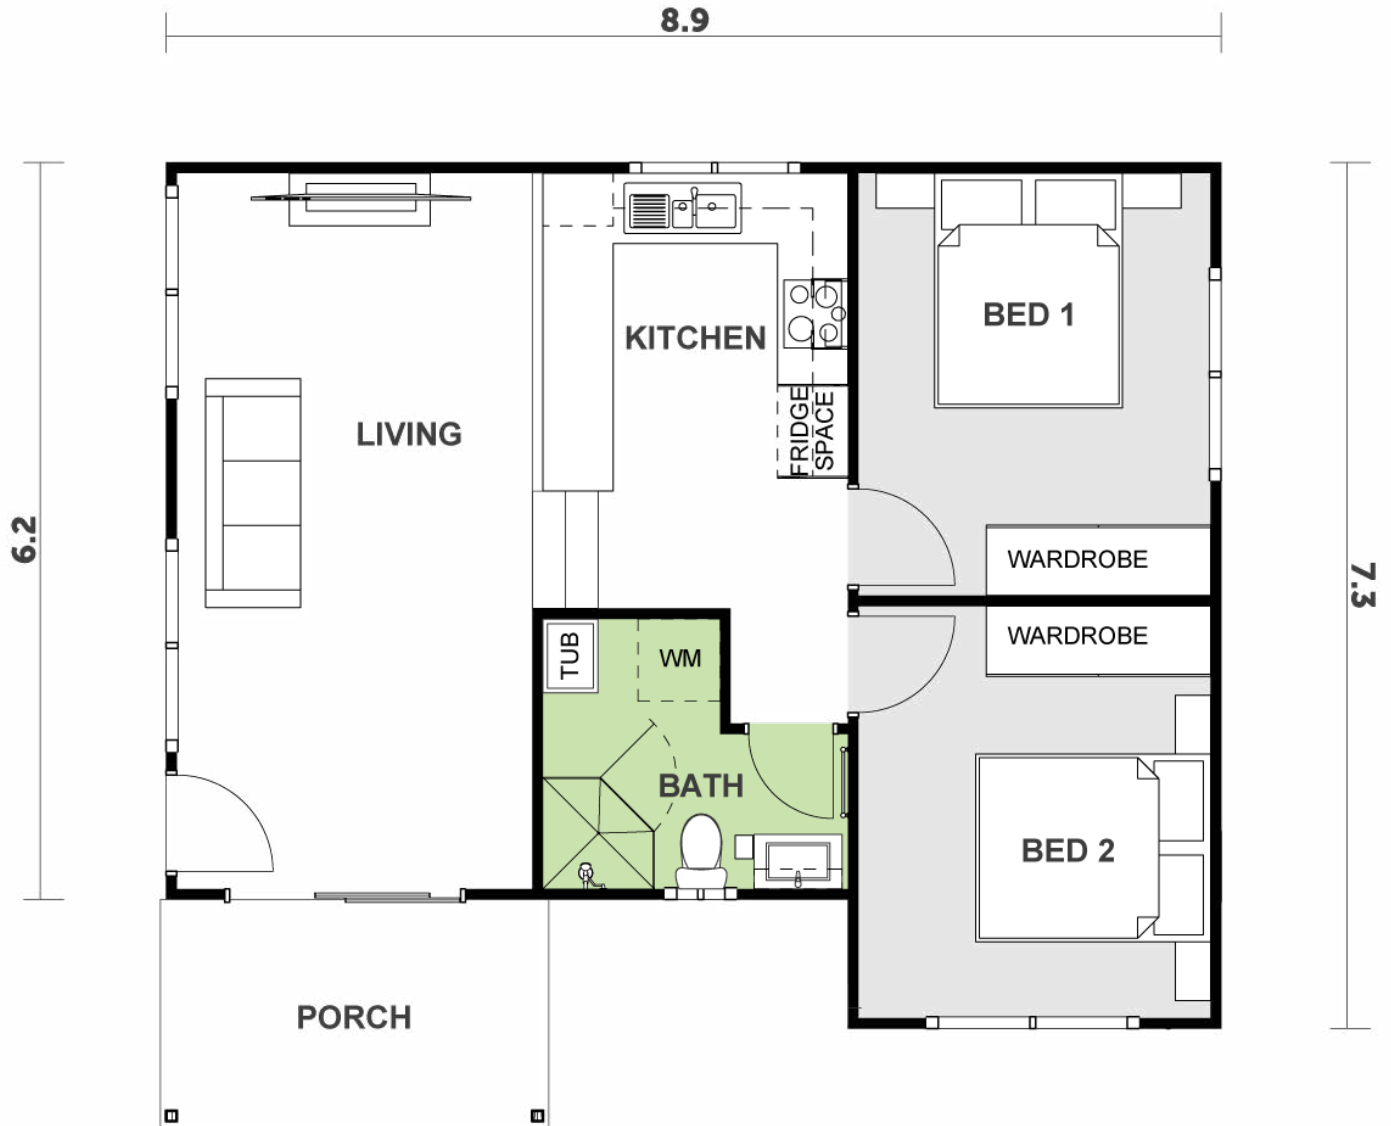 8.9
BED 1
KITCHEN
FRIDGE
SPACE
LIVING
6.2
WARDROBE
7.3
WARDROBE
TUB
WM
BATH
BED 2
PORCH